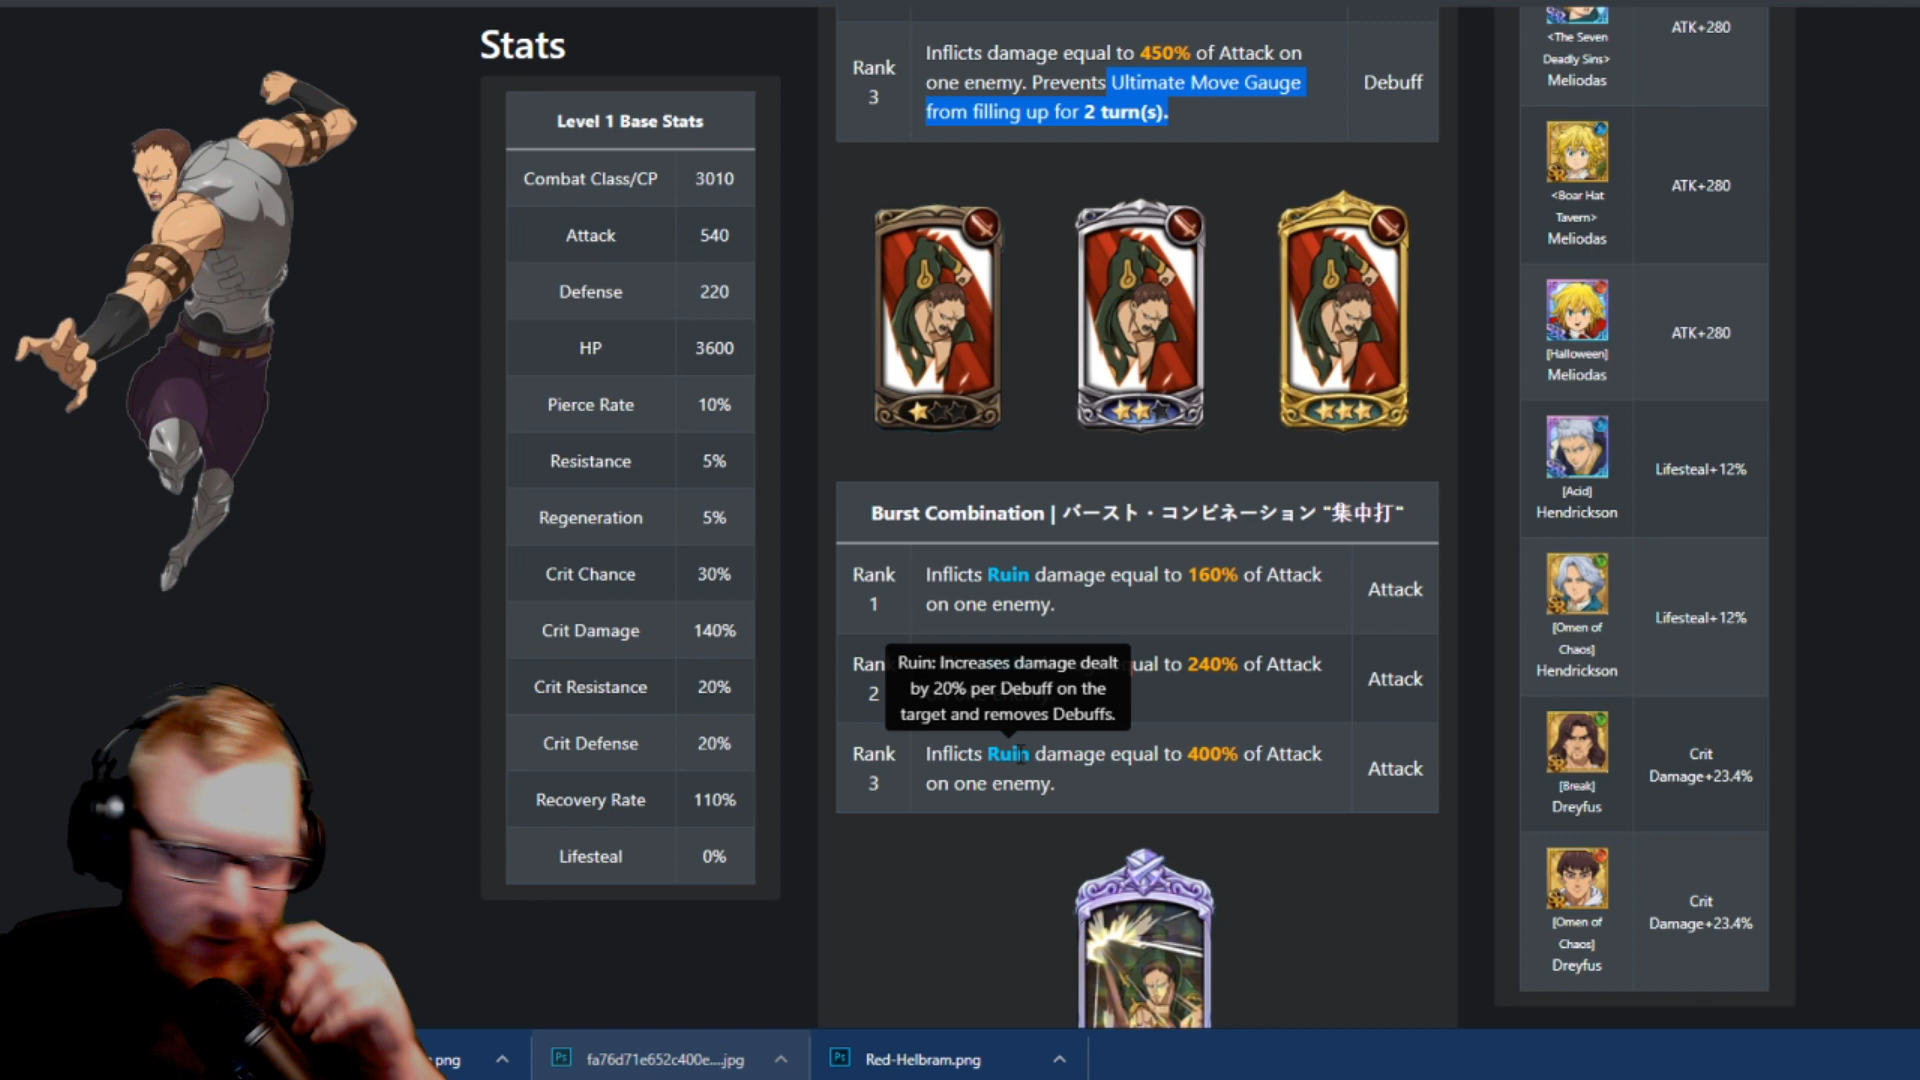 Stats
Level 1 Base Stats
Combat Class/CP 3010
Attack 540
Defense 220
HP 3600
Pierce Rate 10%
Resistance 5%
Regeneration 5%
Crit Chance 30%
Crit Damage 140%
Crit Resistance 20%
Crit Defense 20%
Recovery Rate 110%
Lifesteal 0%
Rank 3
Inflicts damage equal to 450% of Attack on
one enemy. Prevents Ultimate Move Gauge
from filling up for 2 turn(s).
Debuff
Burst Combination | バースト・コンビネーション "集中打"
Rank 1
Inflicts Ruin damage equal to 160% of Attack
on one enemy.
Attack
Ran
2
ual to 240% of Attack
Attack
Ruin: Increases damage dealt
by 20% per Debuff on the
target and removes Debuffs.
Rank 3
Inflicts Ruin damage equal to 400% of Attack
on one enemy.
Attack
<The Seven
Deadly Sins>
Meliodas
ATK+280
SR
<Boar Hat
Tavern>
Meliodas
ATK+280
[Halloween]
Meliodas
ATK+280
[Acid]
Hendrickson
Lifesteal+12%
SR
[Omen of
Chaos]
Hendrickson
Lifesteal+12%
SR
[Break]
Dreyfus
Crit
Damage+23.4%
SR
[Omen of
Chaos]
Dreyfus
Crit
Damage+23.4%
.png
Ps fa76d71e652c400e....jpg
Ps Red-Helbram.png